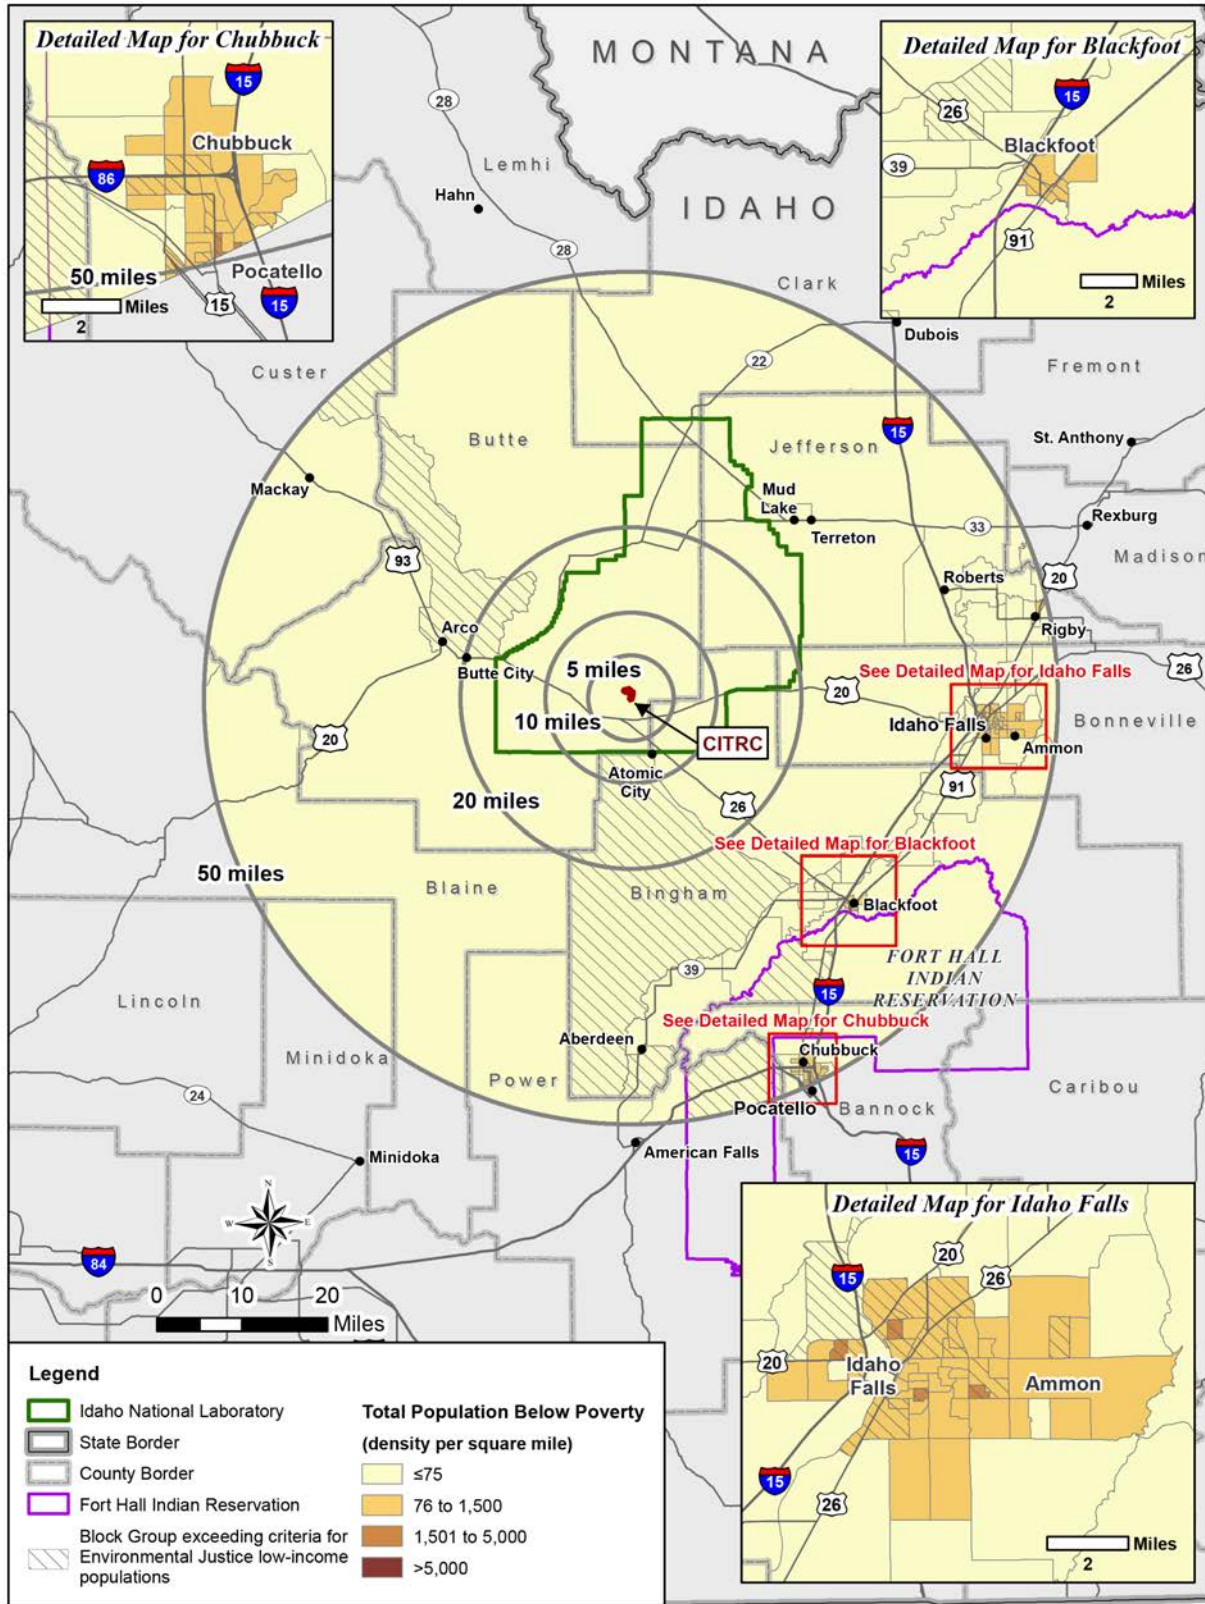 Detailed Map for Chubbuck
15
Chubbuck
86
50 miles
Miles
2
Pocatello
15
15
MONTANA
28
Lemhi
Hahn
IDAHO
28
Clark
Detailed Map for Blackfoot
15
26
Blackfoot
39
91
Miles
2
Dubois
Custer
22
Fremont
Butte
15
Jefferson
St. Anthony
Mackay
Mud
Lake
Terreton
33
Rexburg
Madison
93
Roberts
20
Arco
Rigby
Butte City
5 miles
See Detailed Map for Idaho Falls
26
20
10 miles
CITRC
Idaho Falls
Ammon
Bonneville
20
Atomic
City
20 miles
26
91
See Detailed Map for Blackfoot
50 miles
Blaine
Bingham
Blackfoot
39
FORT HALL
INDIAN
RESERVATION
15
Lincoln
See Detailed Map for Chubbuck
Aberdeen
Chubbuck
Minidoka
Power
Caribou
24
Pocatello
Bannock
American Falls
15
Minidoka
N
W
E
S
84
0
10
20
Miles
Detailed Map for Idaho Falls
20
15
26
20
Idaho
Falls
Ammon
15
26
Miles
2
Legend
Idaho National Laboratory
State Border
County Border
Fort Hall Indian Reservation
Block Group exceeding criteria for
Environmental Justice low-income
populations
Total Population Below Poverty
(density per square mile)
≤75
76 to 1,500
1,501 to 5,000
>5,000